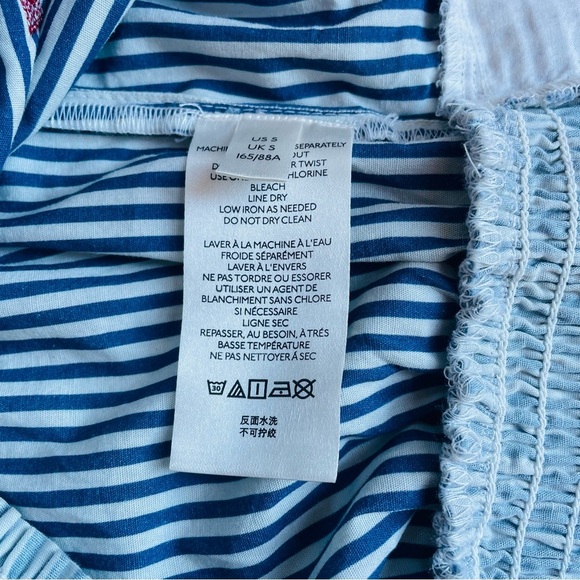 US S
UK S
165/88A
MACHIN SEPARATELY
OUT
D R TWIST
USE HLORINE
BLEACH
LINE DRY
LOW IRON AS NEEDED
DO NOT DRY CLEAN
LAVER À LA MACHINE À L'EAU
FROIDE SÉPARÉMENT
LAVER À L'ENVERS
NE PAS TORDRE OU ESSORER
UTILISER UN AGENT DE
BLANCHIMENT SANS CHLORE
SI NÉCESSAIRE
LIGNE SEC
REPASSER, AU BESOIN, À TRÉS
BASSE TEMPÉRATURE
NE PAS NETTOYER Á SEC
30
反面水洗
不可拧绞